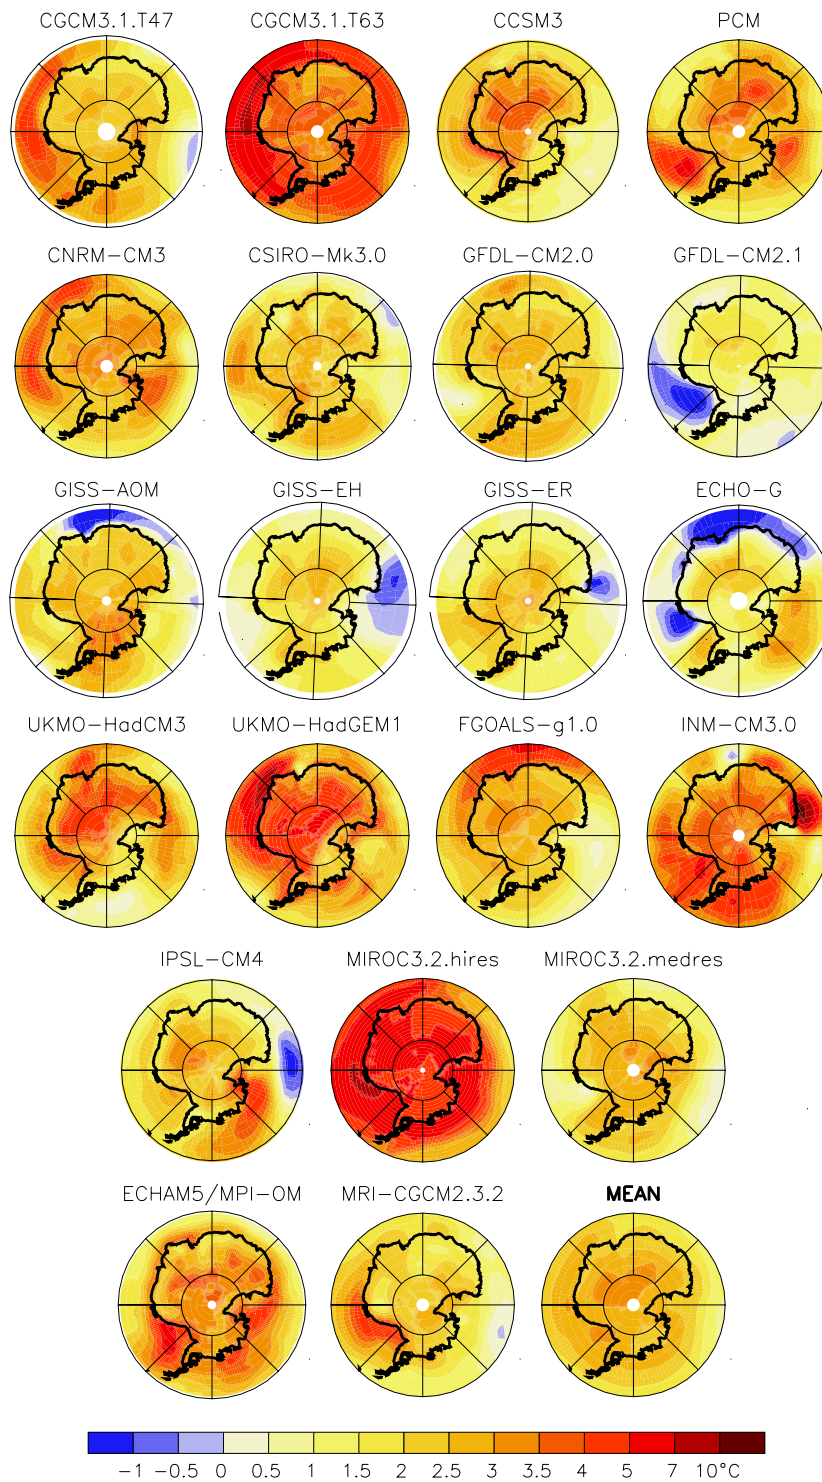 CGCM3.1.T47 CGCM3.1.T63 CCSM3 PCM
CNRM-CM3 CSIRO-Mk3.0 GFDL-CM2.0 GFDL-CM2.1
GISS-AOM GISS-EH GISS-ER ECHO-G
UKMO-HadCM3 UKMO-HadGEM1 FGOALS-g1.0 INM-CM3.0
IPSL-CM4 MIROC3.2.hires MIROC3.2.medres
ECHAM5/MPI-OM MRI-CGCM2.3.2 MEAN
-1 -0.5 0 0.5 1 1.5 2 2.5 3 3.5 4 5 7 10°C